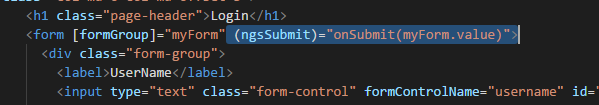 <h1 class="page-header">Login</h1>
<form [formGroup]="myForm" (ngsSubmit)="onSubmit(myForm.value)">
<div class="form-group">
<label>UserName</label>
<input type="text" class="form-control" formControlName="username" id="